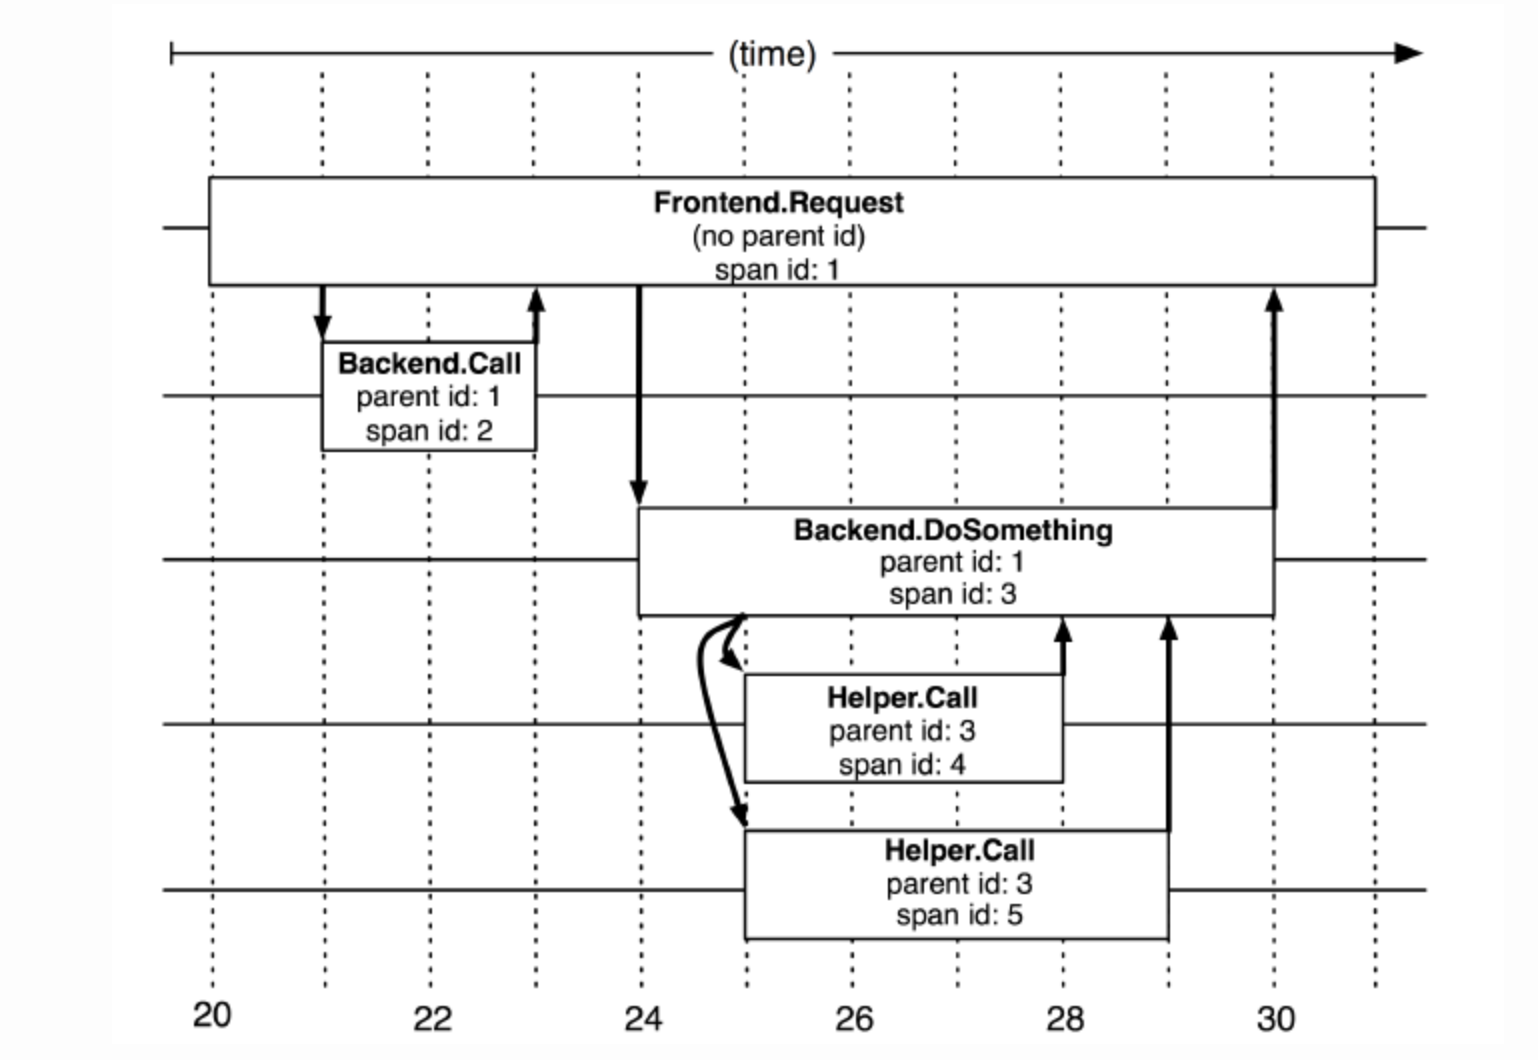 (time)
Frontend.Request
(no parent id)
span id: 1
Backend.Call
parent id: 1
span id: 2
Backend.DoSomething
parent id: 1
span id: 3
Helper.Call
parent id: 3
span id: 4
Helper.Call
parent id: 3
span id: 5
20 22 24 26 28 30